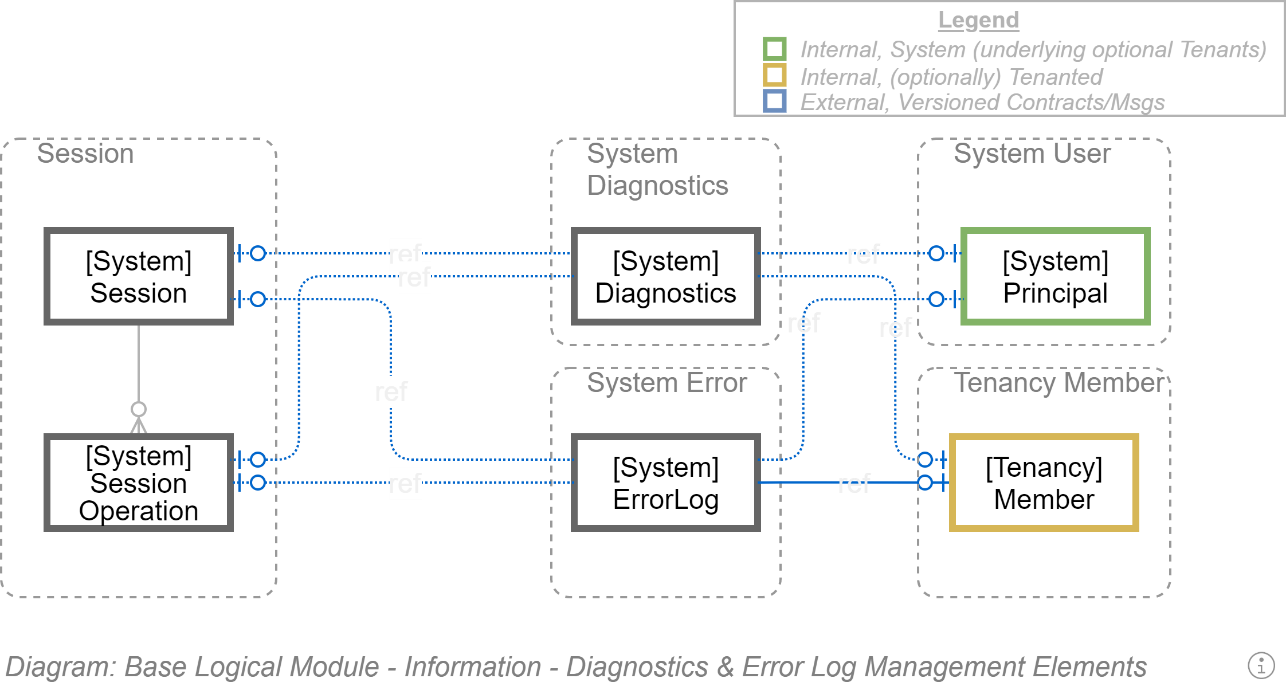 Legend
Internal, System (underlying optional Tenants)
Internal, (optionally) Tenanted
External, Versioned Contracts/Msgs
Session
System
Diagnostics
System User
[System]
Session
ref
ref
[System]
Diagnostics
ref
[System]
Principal
ref
ref
ref
System Error
Tenancy Member
[System]
Session
Operation
ref
[System]
ErrorLog
ref
[Tenancy]
Member
Diagram: Base Logical Module - Information - Diagnostics & Error Log Management Elements